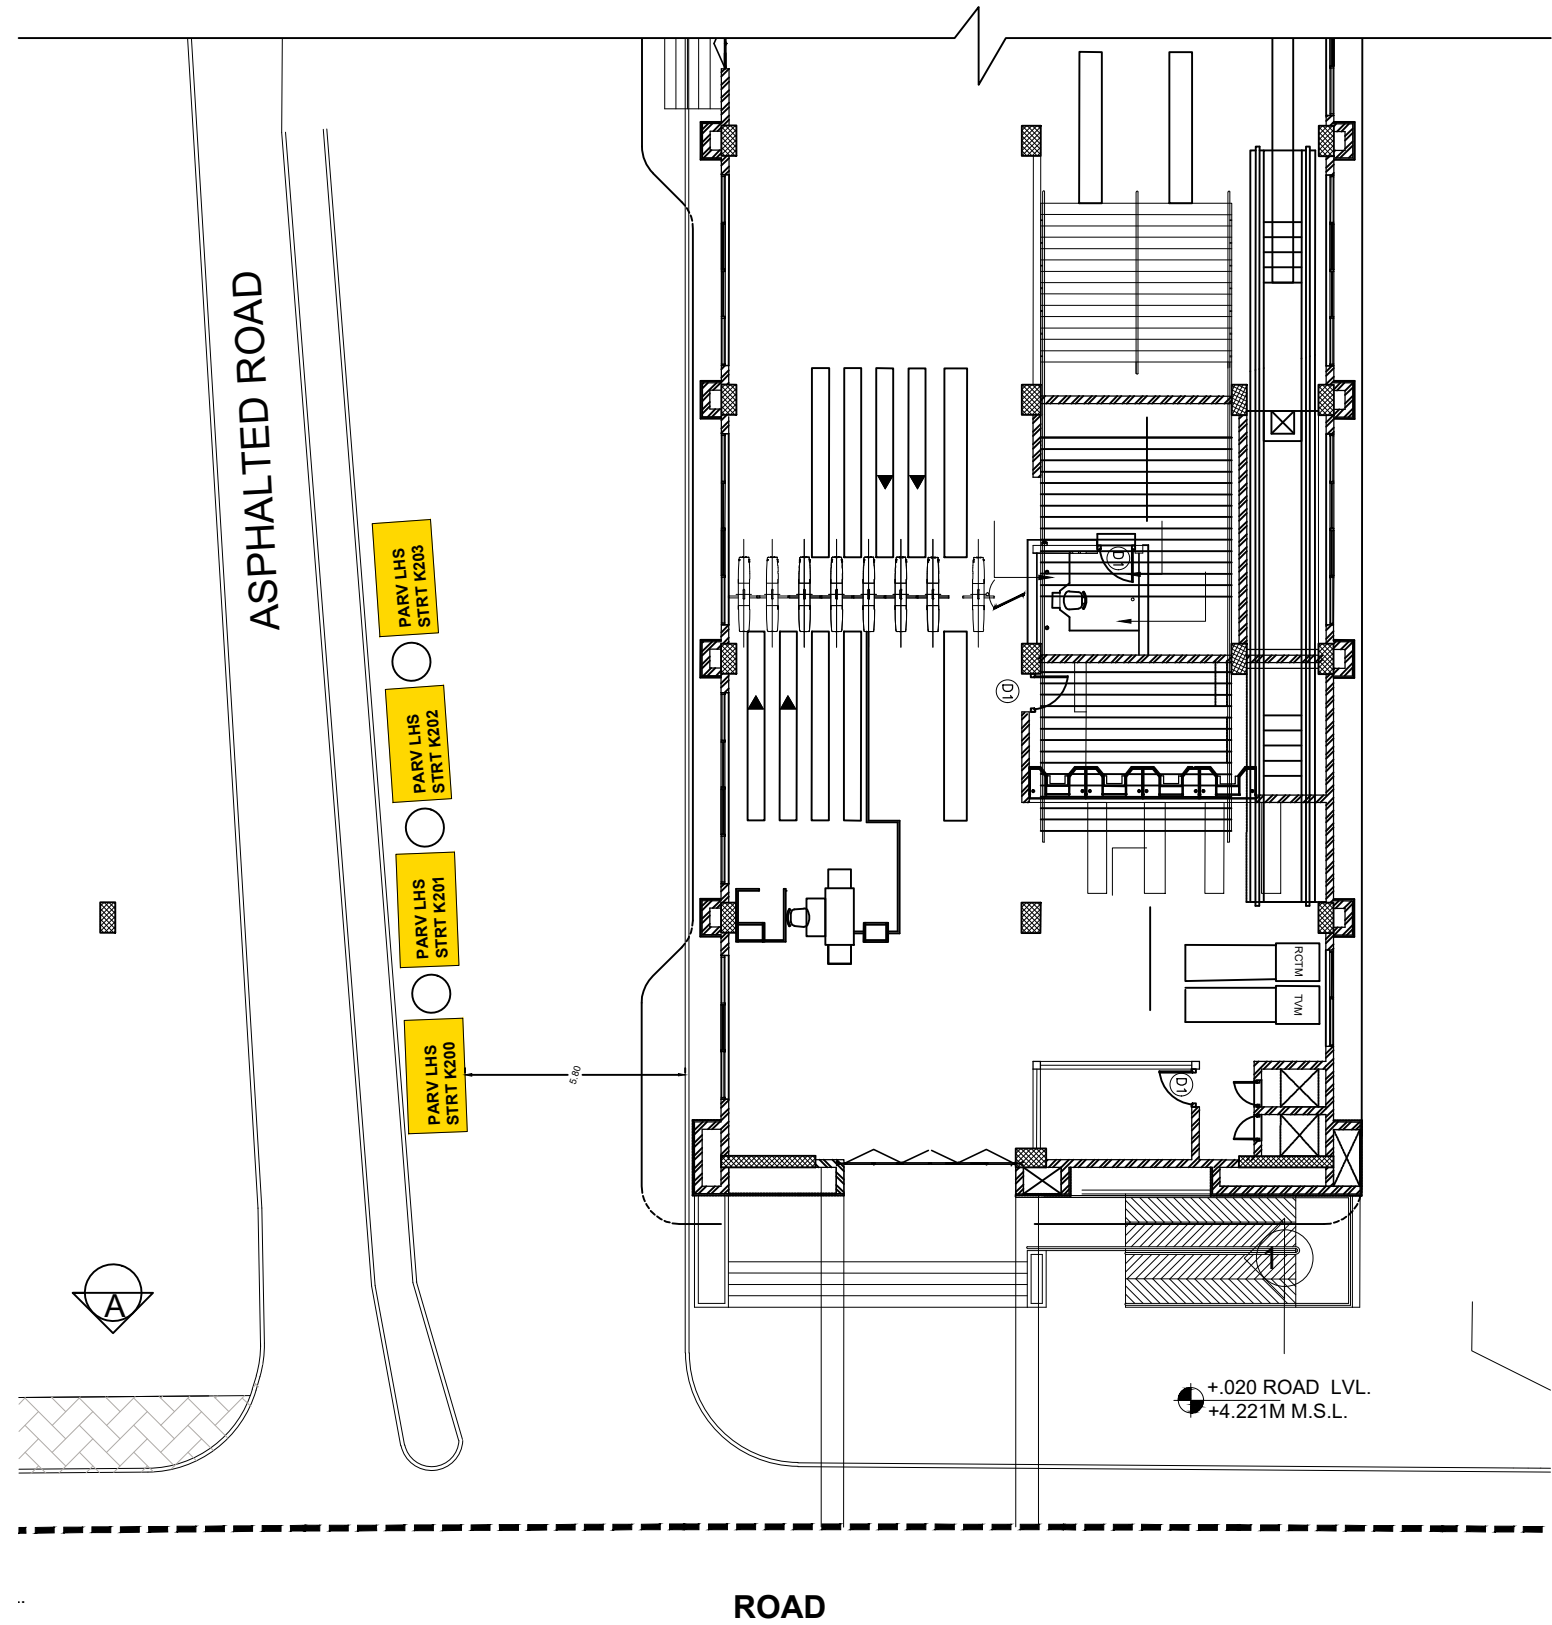 ASPHALTED ROAD
PARV LHS
STRT K203
PARV LHS
STRT K202
PARV LHS
STRT K201
PARV LHS
STRT K200
5.80
D1
D1
RCTM
TVM
D1
A
1
+.020 ROAD LVL.
+4.221M M.S.L.
ROAD